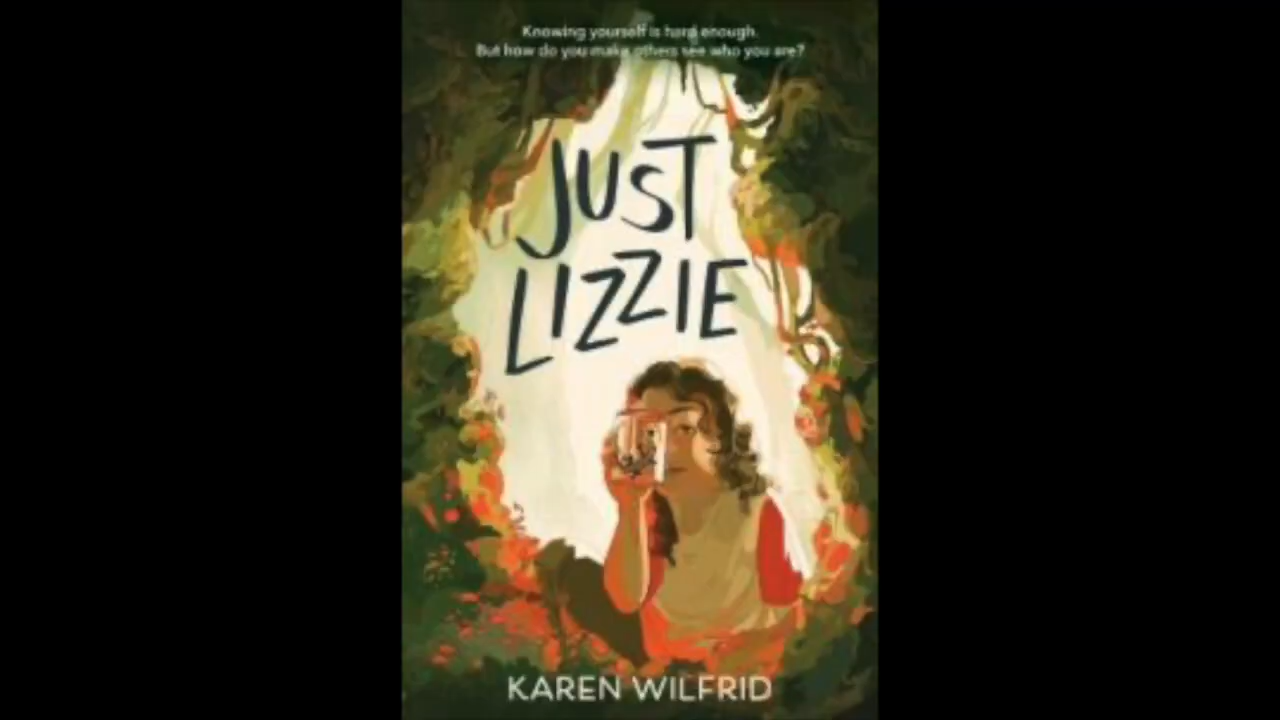 Knowing yourself is hard enough.
But how do you make others see who you are?
JUST
LIZZIE
KAREN WILFRID